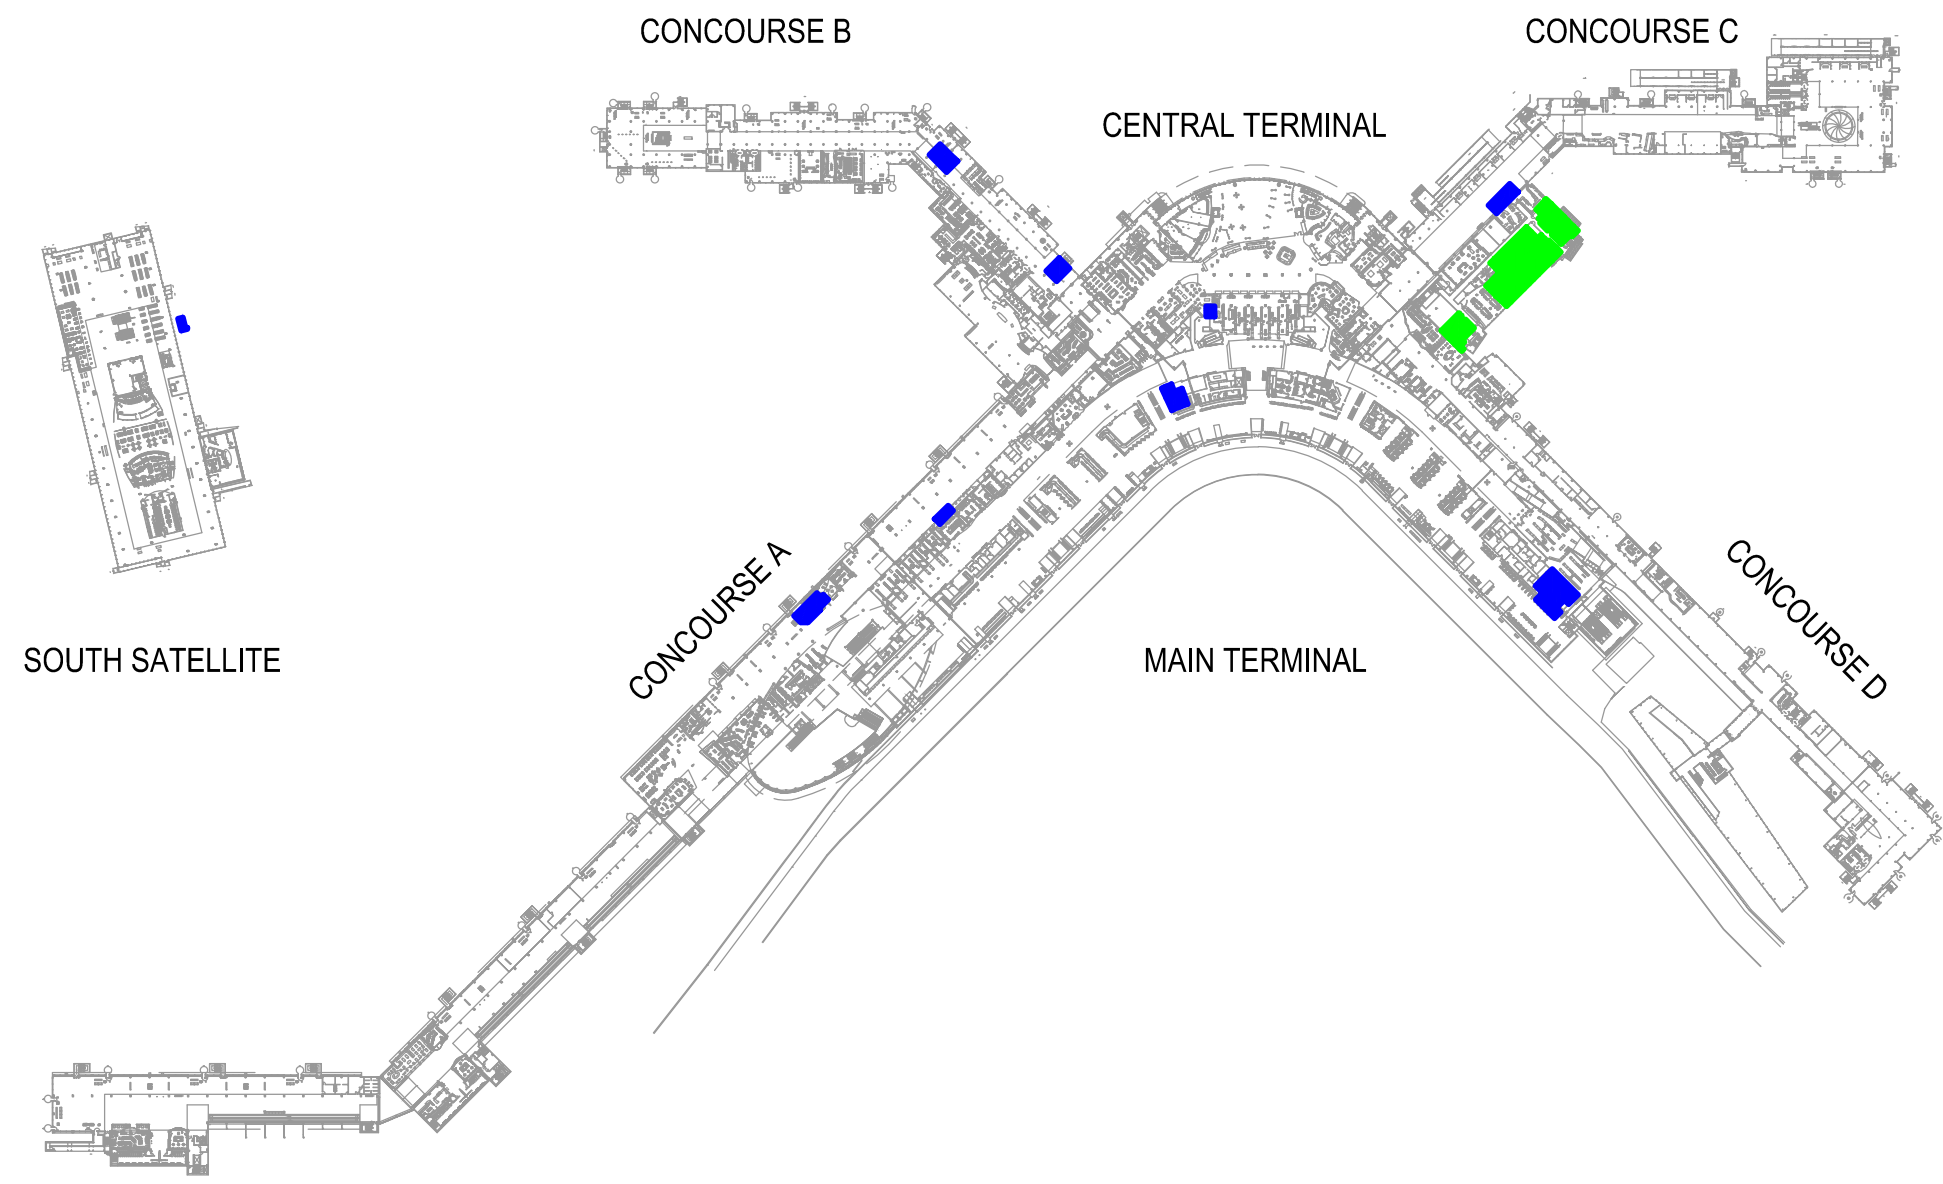 CONCOURSE B
CONCOURSE C
CENTRAL TERMINAL
CONCOURSE A
CONCOURSE D
SOUTH SATELLITE
MAIN TERMINAL